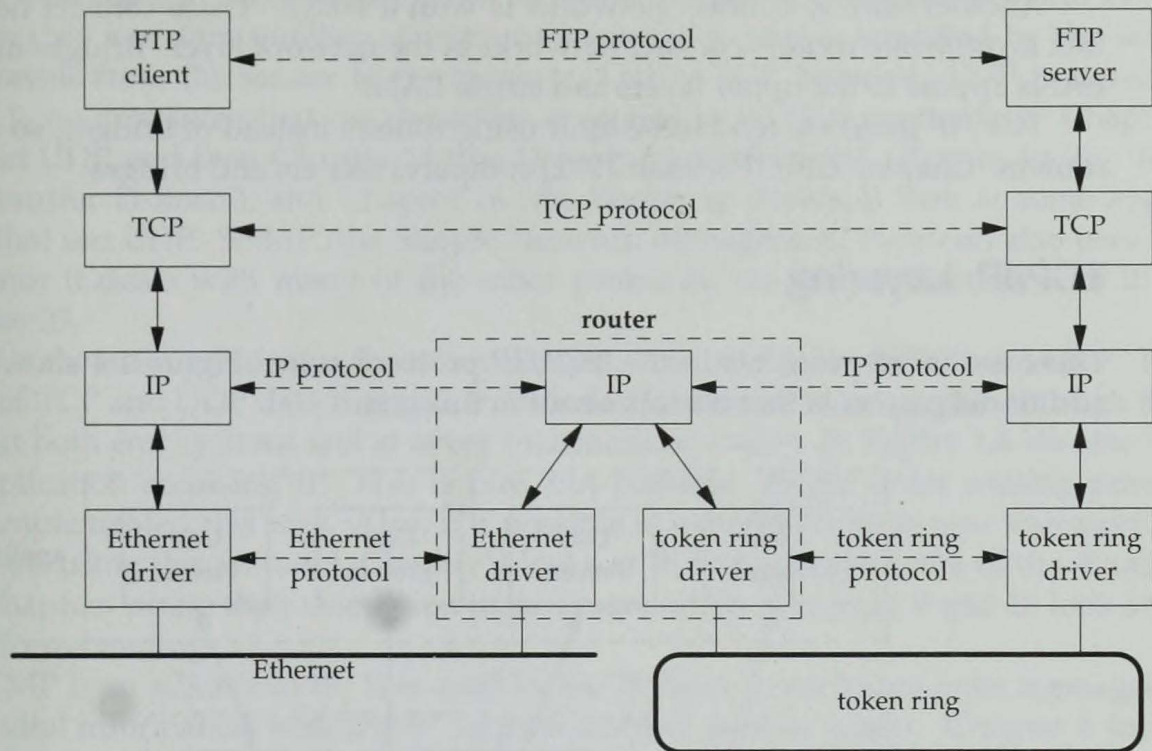 FTP
client
FTP protocol
FTP
server
TCP
TCP protocol
TCP
router
IP
IP protocol
IP
IP protocol
IP
Ethernet
driver
Ethernet
protocol
Ethernet
driver
token ring
driver
token ring
protocol
token ring
driver
Ethernet
token ring